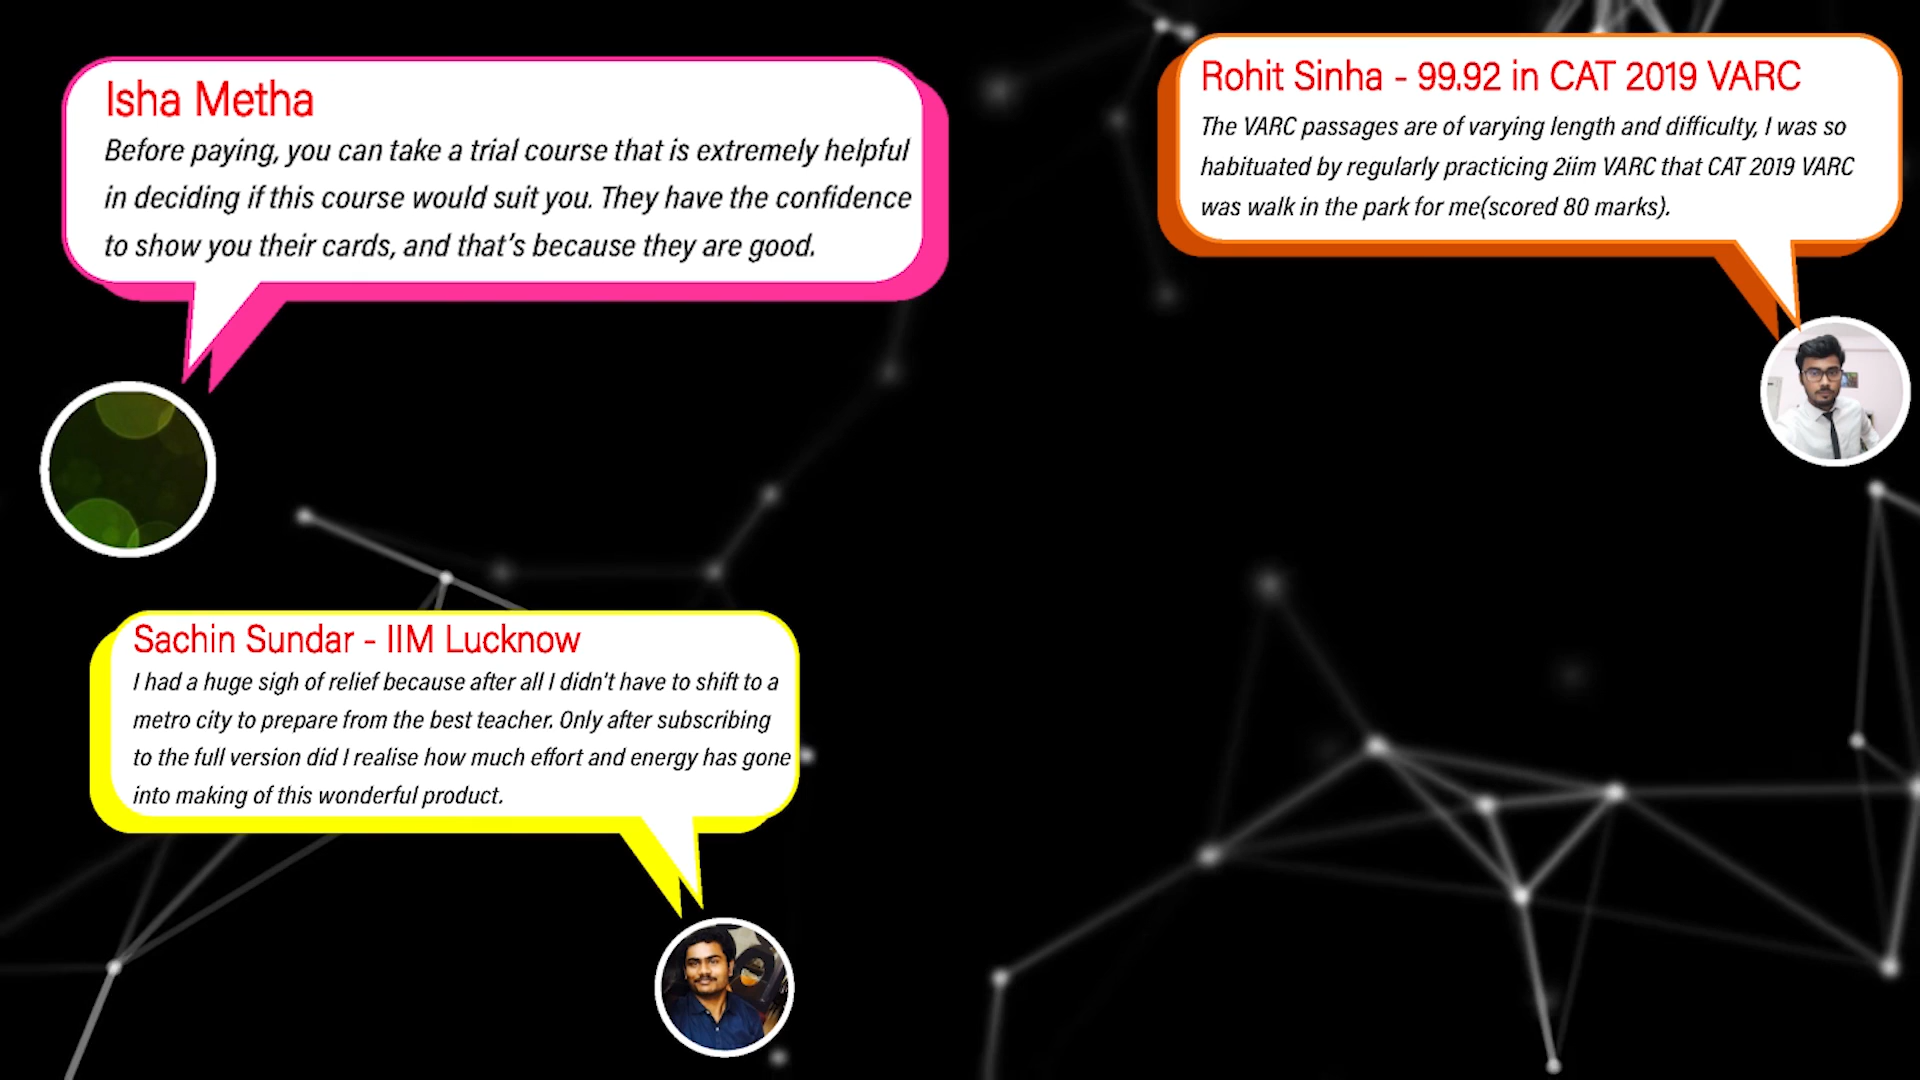 Isha Metha
Before paying, you can take a trial course that is extremely helpful
in deciding if this course would suit you. They have the confidence
to show you their cards, and that's because they are good.
Rohit Sinha - 99.92 in CAT 2019 VARC
The VARC passages are of varying length and difficulty, I was so
habituated by regularly practicing 2iim VARC that CAT 2019 VARC
was walk in the park for me(scored 80 marks).
Sachin Sundar - IIM Lucknow
I had a huge sigh of relief because after all I didn't have to shift to a
metro city to prepare from the best teacher. Only after subscribing
to the full version did I realise how much effort and energy has gone
into making of this wonderful product.